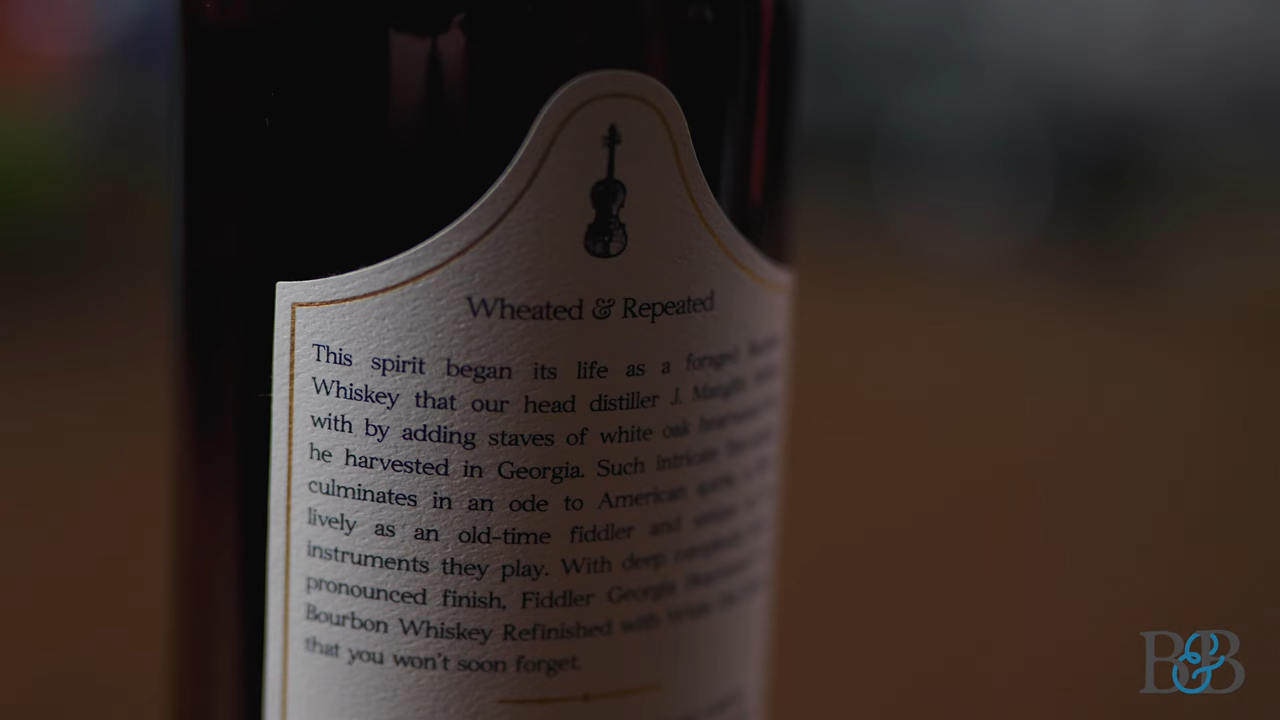 Wheated & Repeated
This spirit began its life as a foraged
Whiskey that our head distiller J.
with by adding staves of white oak
he harvested in Georgia. Such intricate
culminates in an ode to American
lively as an old-time fiddler and
instruments they play. With deep
pronounced finish, Fiddler Georgia
Bourbon Whiskey Refinished with
that you won't soon forget.
B&B